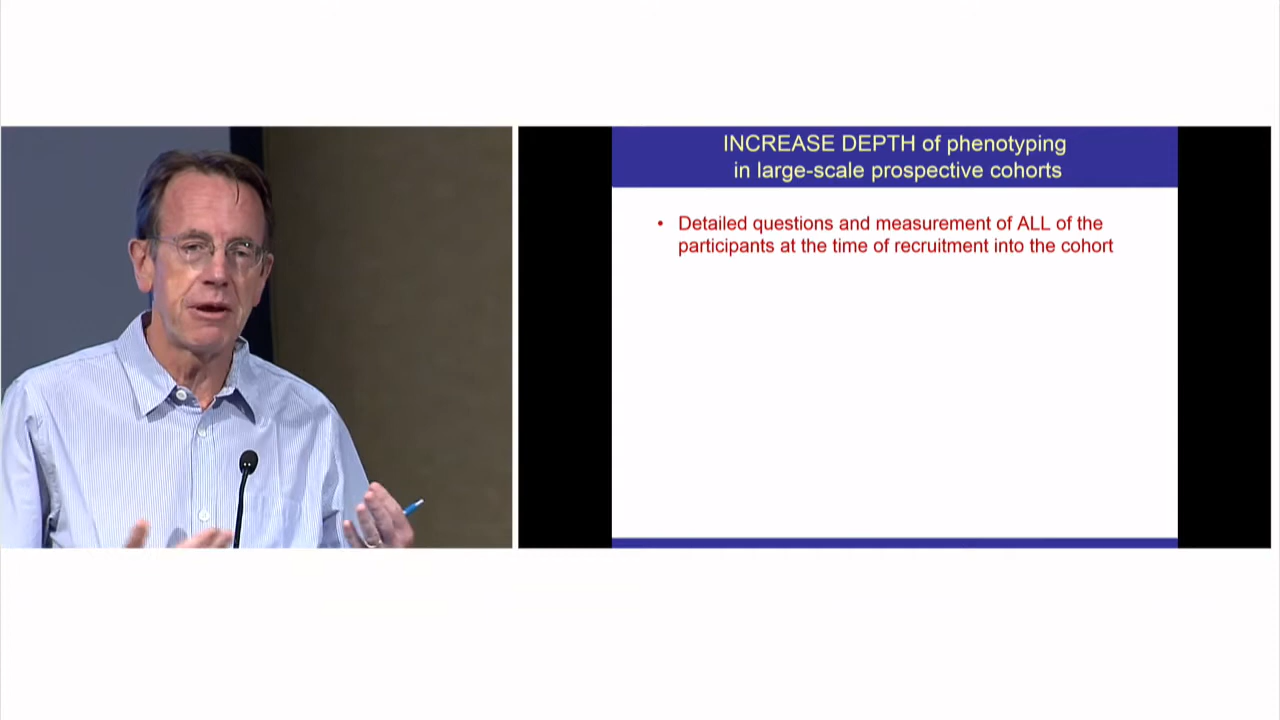 INCREASE DEPTH of phenotyping
in large-scale prospective cohorts
• Detailed questions and measurement of ALL of the
participants at the time of recruitment into the cohort